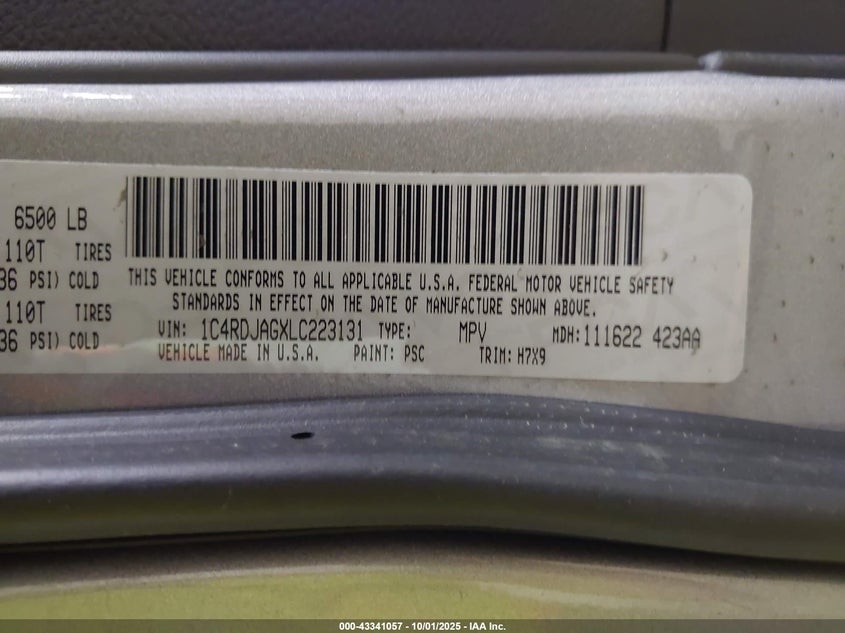 6500 LB
110T TIRES
36 PSI) COLD
110T TIRES
36 PSI) COLD
THIS VEHICLE CONFORMS TO ALL APPLICABLE U.S.A. FEDERAL MOTOR VEHICLE SAFETY
STANDARDS IN EFFECT ON THE DATE OF MANUFACTURE SHOWN ABOVE.
VIN: 1C4RDJAGXLC223131 TYPE: MPV MDH:111622 423AA
VEHICLE MADE IN U.S.A. PAINT: PSC TRIM: H7X9
000-43341057 - 10/01/2025 - IAA Inc.